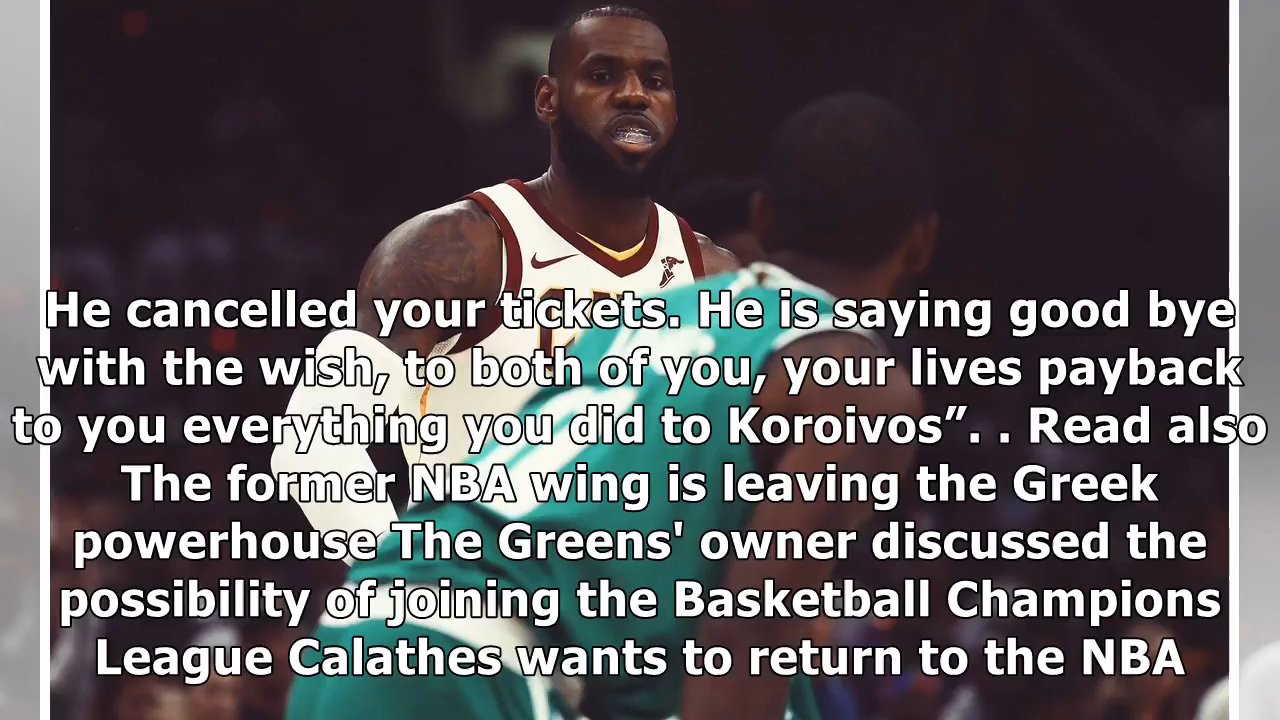 He cancelled your tickets. He is saying good bye
with the wish, to both of you, your lives payback
to you everything you did to Koroivos”. . Read also
The former NBA wing is leaving the Greek
powerhouse The Greens' owner discussed the
possibility of joining the Basketball Champions
League Calathes wants to return to the NBA